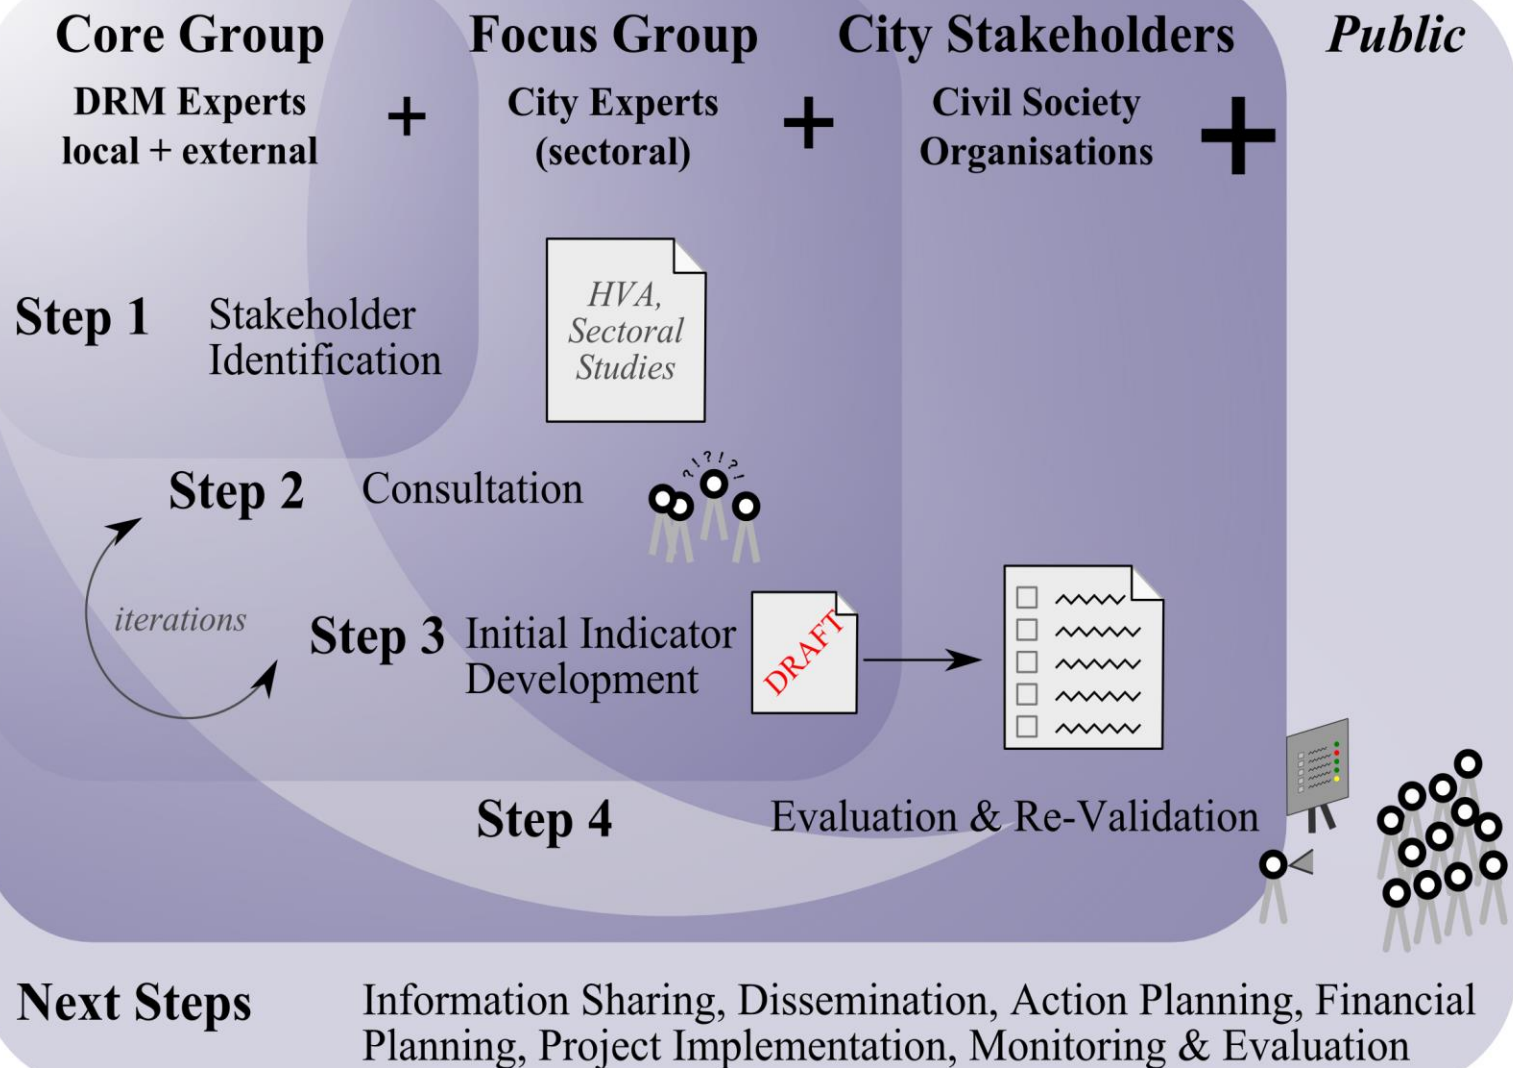 Core Group
DRM Experts
local + external
+
Focus Group
City Experts
(sectoral)
+
City Stakeholders
Civil Society
Organisations
+
Public
Step 1
Stakeholder
Identification
HVA,
Sectoral
Studies
Step 2
Consultation
?!?!?!
iterations
Step 3
Initial Indicator
Development
DRAFT
Step 4
Evaluation & Re-Validation
Next Steps
Information Sharing, Dissemination, Action Planning, Financial
Planning, Project Implementation, Monitoring & Evaluation